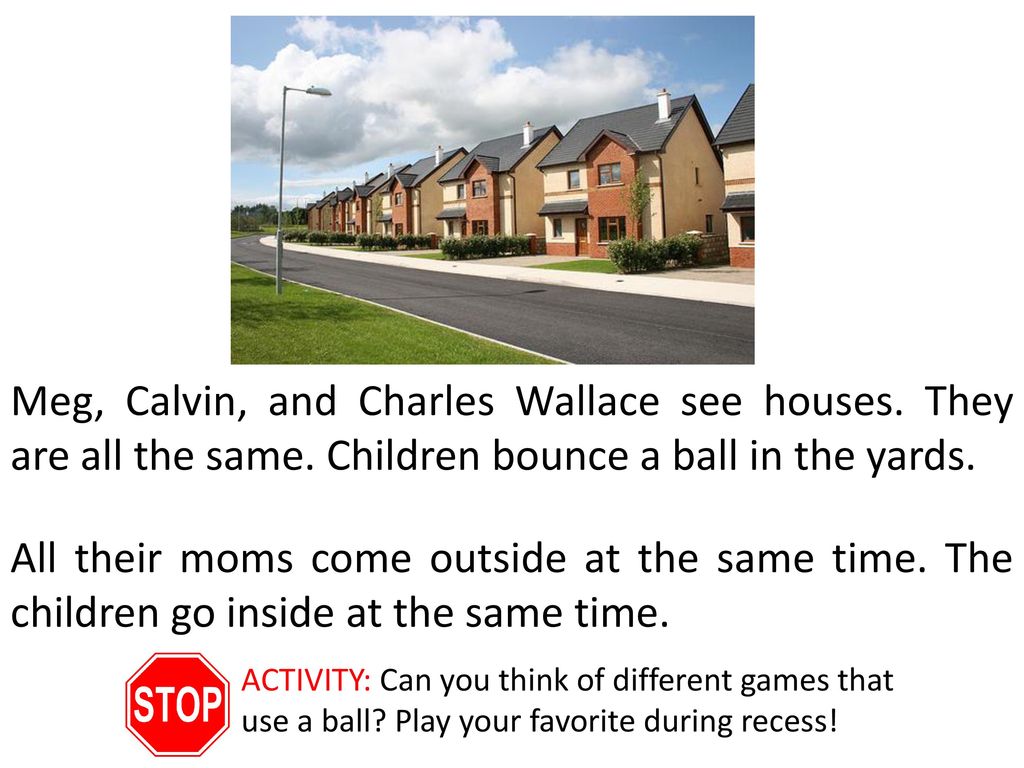 Meg, Calvin, and Charles Wallace see houses. They
are all the same. Children bounce a ball in the yards.
All their moms come outside at the same time. The
children go inside at the same time.
STOP
ACTIVITY: Can you think of different games that
use a ball? Play your favorite during recess!